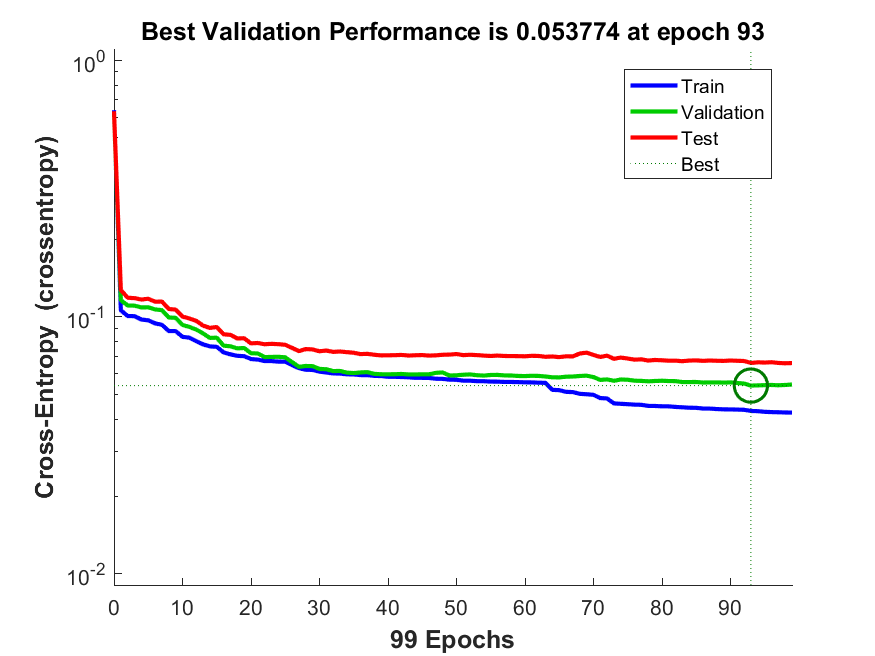 Best Validation Performance is 0.053774 at epoch 93
Cross-Entropy (crossentropy)
10^0
10^-1
10^-2
Train
Validation
Test
Best
0 10 20 30 40 50 60 70 80 90
99 Epochs